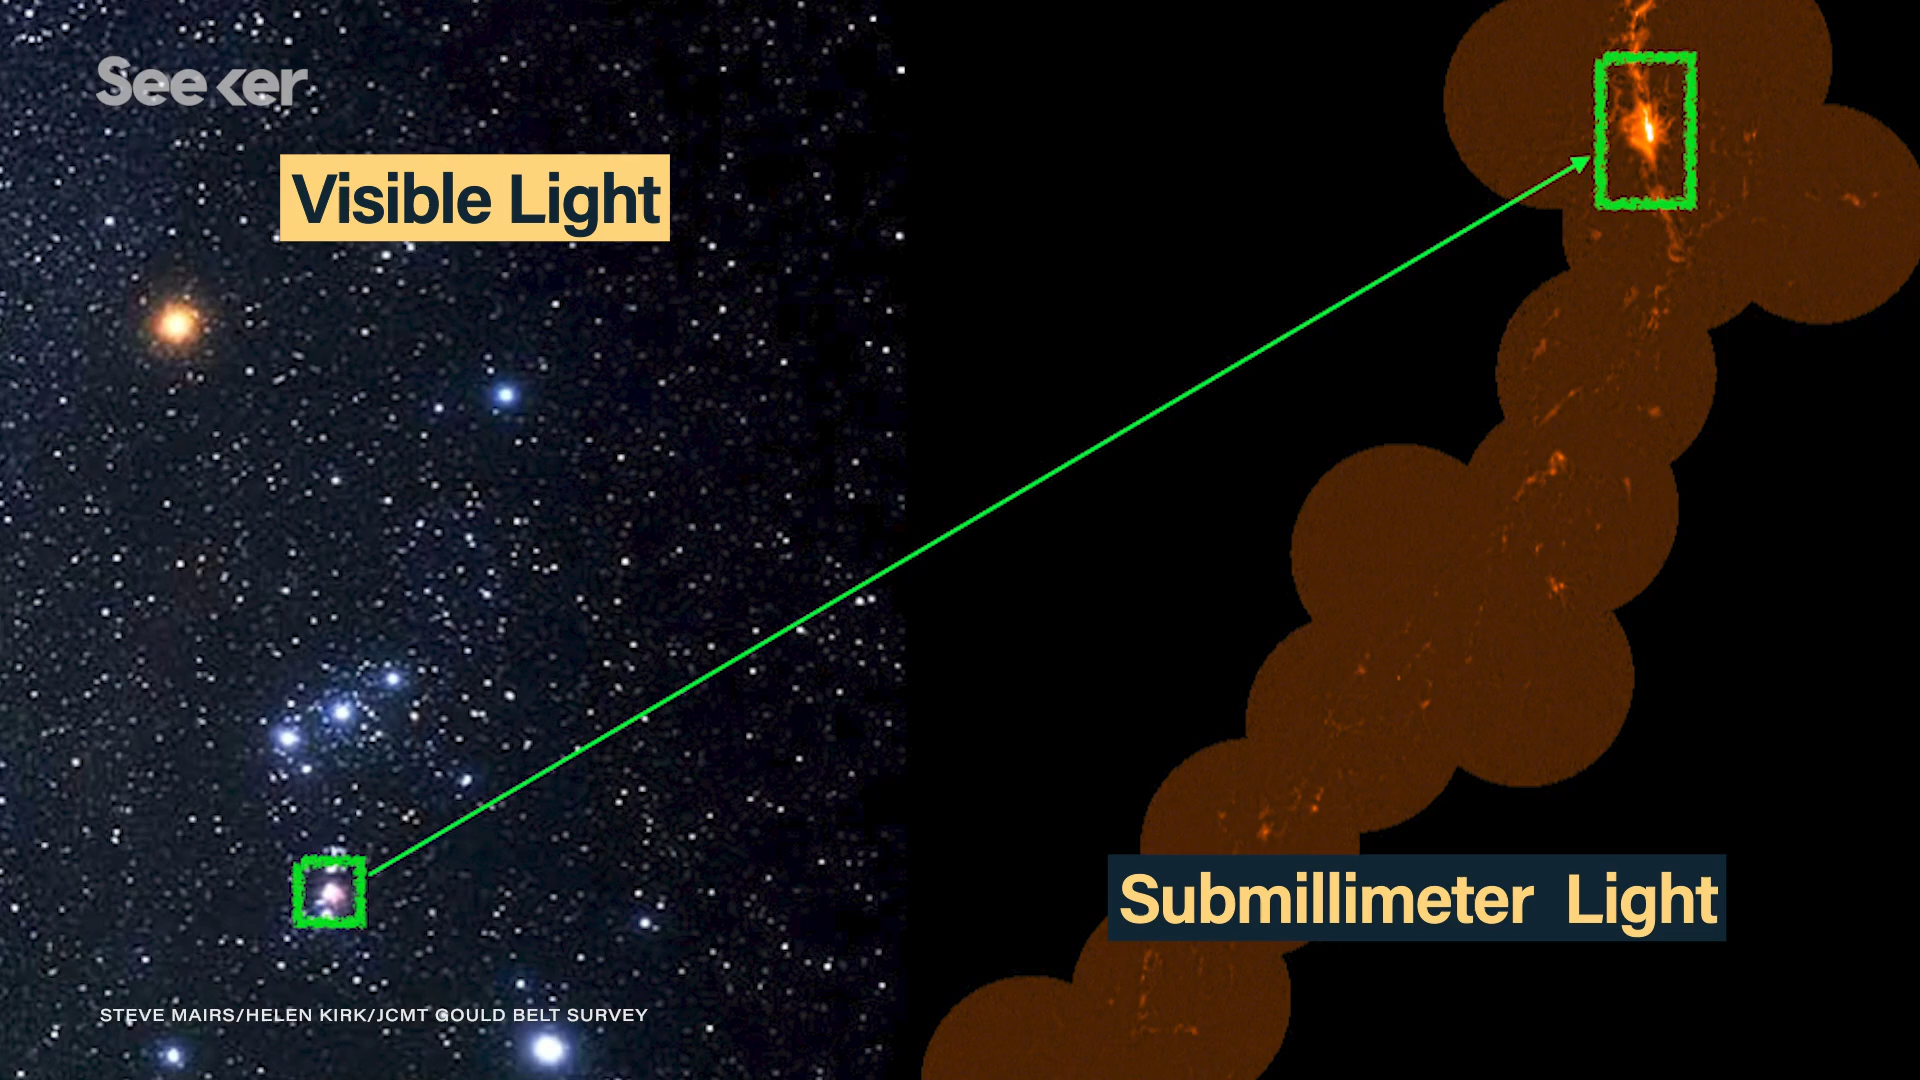 Seeker
Visible Light
Submillimeter Light
STEVE MAIRS/HELEN KIRK/JCMT GOULD BELT SURVEY